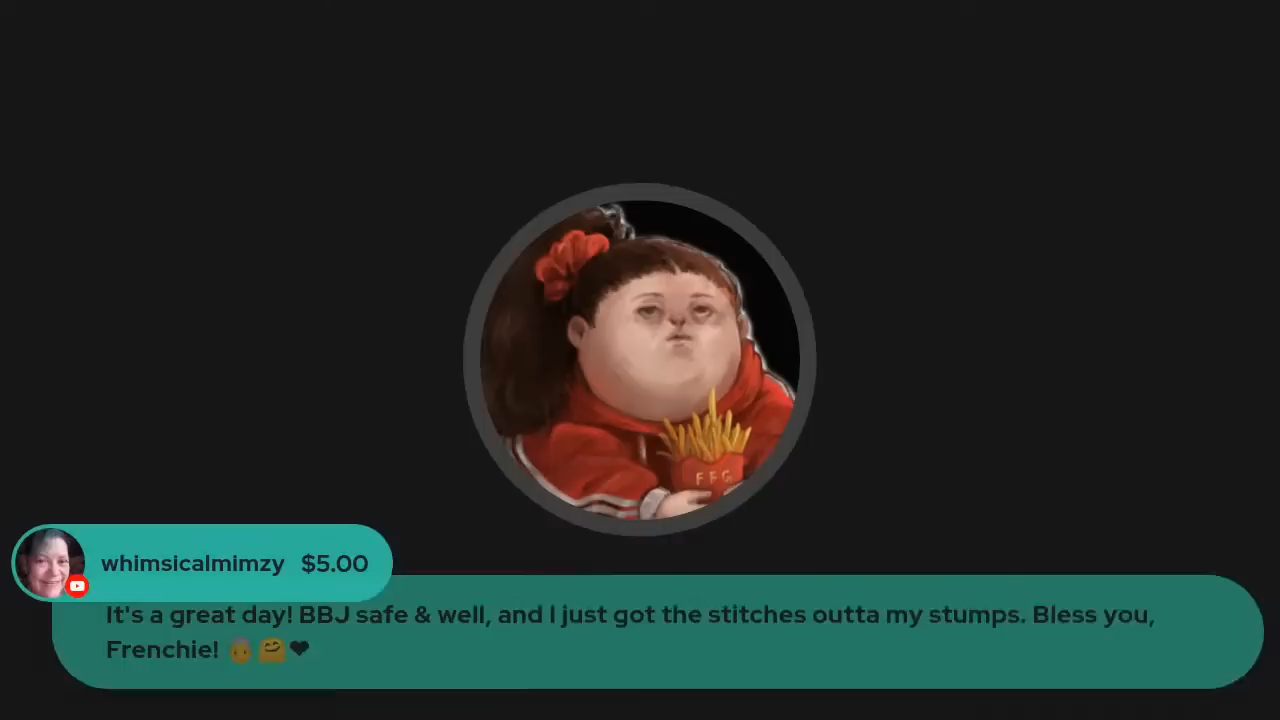 FFG
whimsicalmimzy $5.00
It's a great day! BBJ safe & well, and I just got the stitches outta my stumps. Bless you,
Frenchie! 👵🤗❤